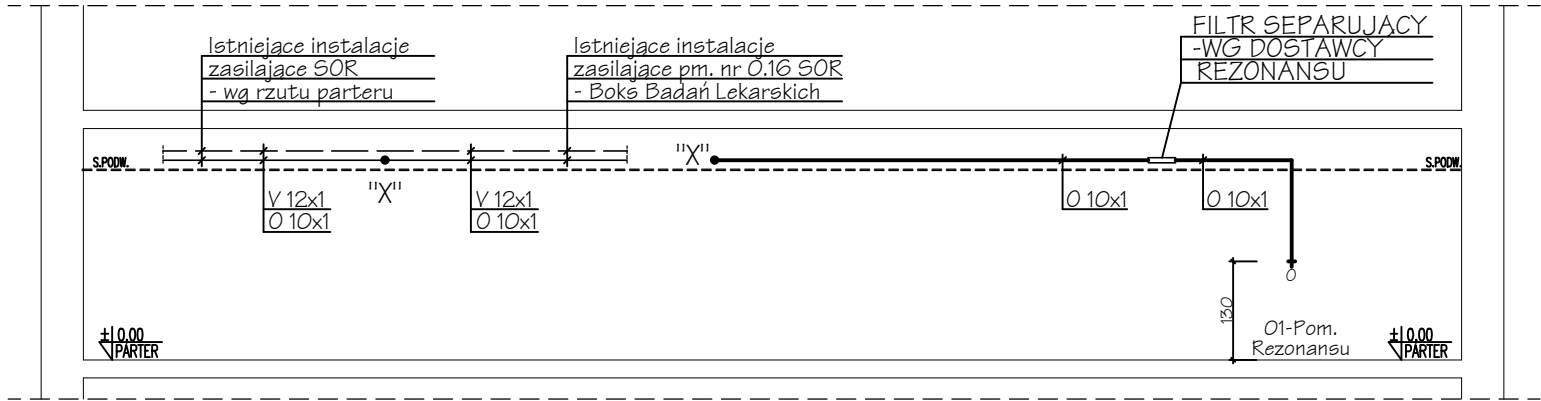 Istniejące instalacje
zasilające SOR
- wg rzutu parteru
Istniejące instalacje
zasilające pm. nr 0.16 SOR
- Boks Badań Lekarskich
FILTR SEPARUJĄCY
-WG DOSTAWCY
REZONANSU
S.PODW.
"X"
S.PODW.
V 12x1
O 10x1
"X"
V 12x1
O 10x1
O 10x1
O 10x1
O
130
±0,00
PARTER
01-Pom.
Rezonansu
±0,00
PARTER